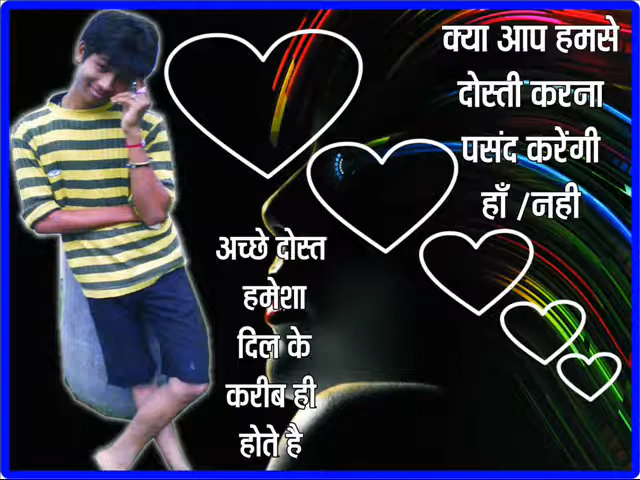 क्या आप हमसे
दोस्ती करना
पसंद करेंगी
हाँ /नही
अच्छे दोस्त
हमेशा
दिल के
करीब ही
होते है